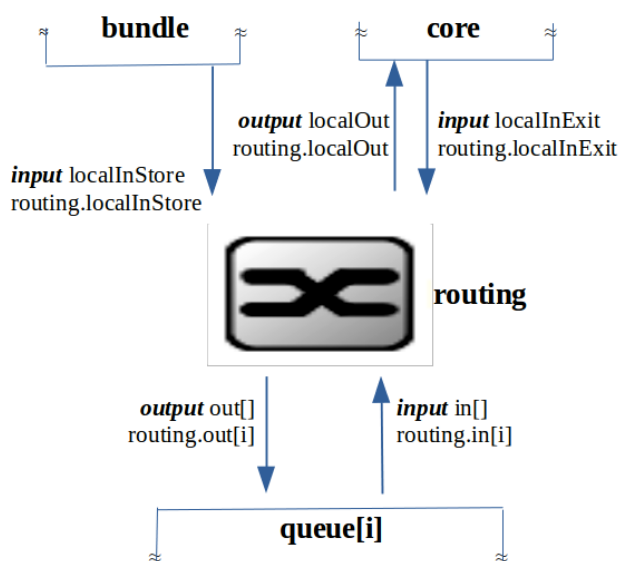 bundle
core
output localOut
routing.localOut
input localInExit
routing.localInExit
input localInStore
routing.localInStore
routing
output out[]
routing.out[i]
input in[]
routing.in[i]
queue[i]